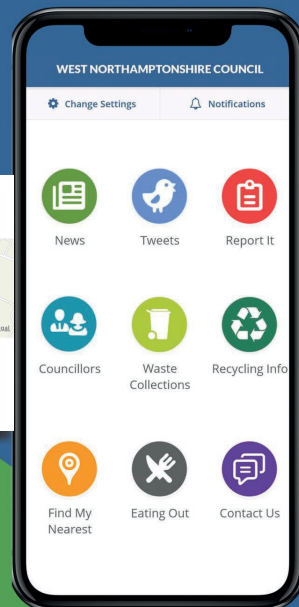 WEST NORTHAMPTONSHIRE COUNCIL
Change Settings
Notifications
News
Tweets
Report It
Councillors
Waste
Collections
Recycling Info
Find My
Nearest
Eating Out
Contact Us